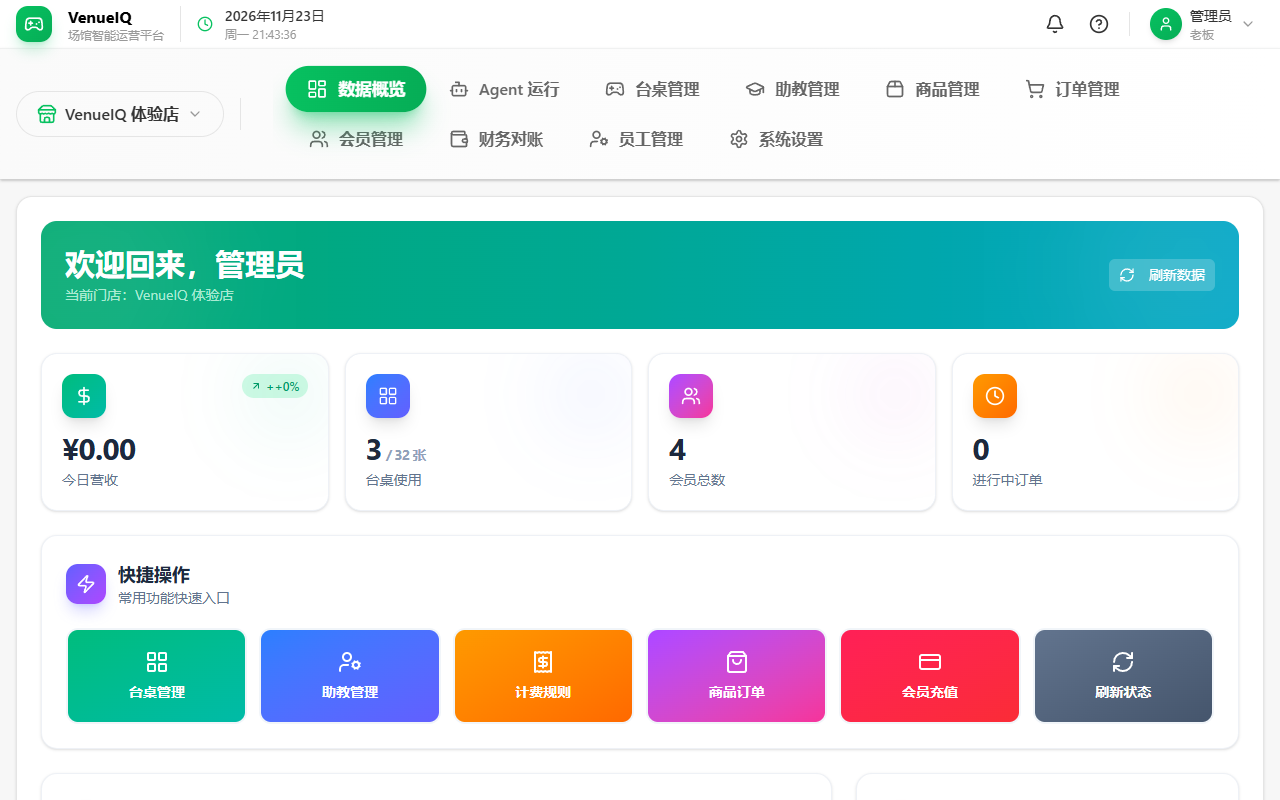 VenueIQ
场馆智能运营平台
2026年11月23日
周一 21:43:36
管理员
老板
VenueIQ 体验店
数据概览
Agent 运行
台桌管理
助教管理
商品管理
订单管理
会员管理
财务对账
员工管理
系统设置
欢迎回来，管理员
当前门店：VenueIQ 体验店
刷新数据
++0%
¥0.00
今日营收
3 / 32 张
台桌使用
4
会员总数
0
进行中订单
快捷操作
常用功能快速入口
台桌管理
助教管理
计费规则
商品订单
会员充值
刷新状态